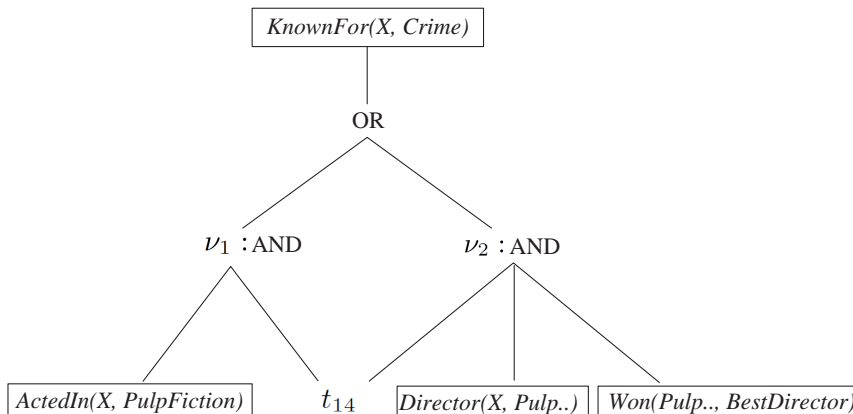 KnownFor(X, Crime)
OR
ν₁ : AND ν₂ : AND
ActedIn(X, PulpFiction) t₁₄ Director(X, Pulp..) Won(Pulp.., BestDirector)